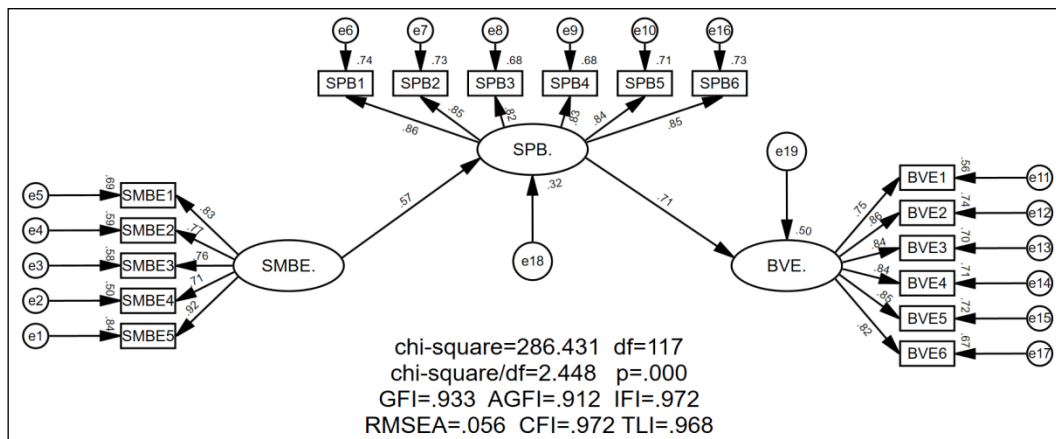 e6 e7 e8 e9 e10 e16
.74 .73 .68 .68 .71 .73
SPB1 SPB2 SPB3 SPB4 SPB5 SPB6
.86 .85 .82 .83 .84 .85
SPB.
.32
e18
e19
.57
.71
e5 .69 SMBE1 .83
e4 .59 SMBE2 .77
e3 .58 SMBE3 .76
e2 .50 SMBE4 .71
e1 .84 SMBE5 .92
SMBE.
BVE.
.50
.75 BVE1 .56 e11
.86 BVE2 .74 e12
.84 BVE3 .70 e13
.84 BVE4 .71 e14
.85 BVE5 .72 e15
.82 BVE6 .67 e17
chi-square=286.431 df=117
chi-square/df=2.448 p=.000
GFI=.933 AGFI=.912 IFI=.972
RMSEA=.056 CFI=.972 TLI=.968